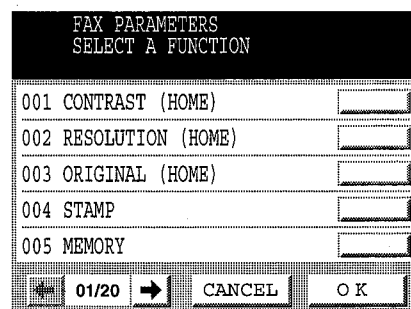 FAX PARAMETERS
SELECT A FUNCTION
001 CONTRAST (HOME)
002 RESOLUTION (HOME)
003 ORIGINAL (HOME)
004 STAMP
005 MEMORY
01/20 CANCEL OK